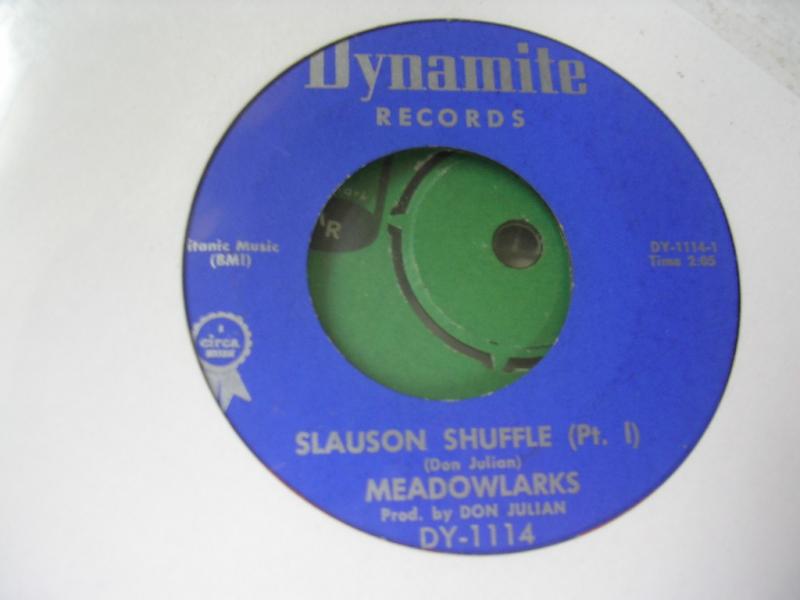 Dynamite
RECORDS
itanic Music
(BMI)
DY-1114-1
Time 2:05
A
circa
SLAUSON SHUFFLE (Pt. I)
(Don Julian)
MEADOWLARKS
Prod. by DON JULIAN
DY-1114